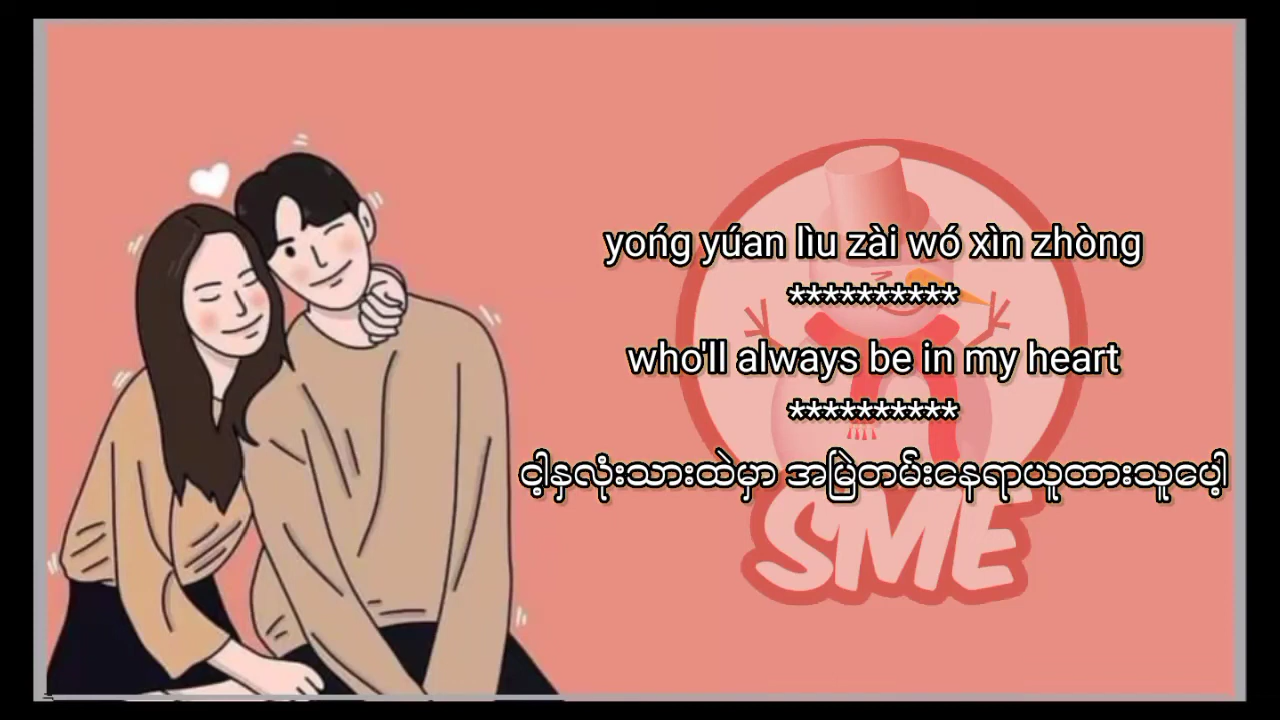 yońg yúan lìu zài wó xìn zhòng
**********
who'll always be in my heart
**********
ငါ့နှလုံးသားထဲမှာ အမြဲတမ်းနေရာယူထားသူပေါ့
SME